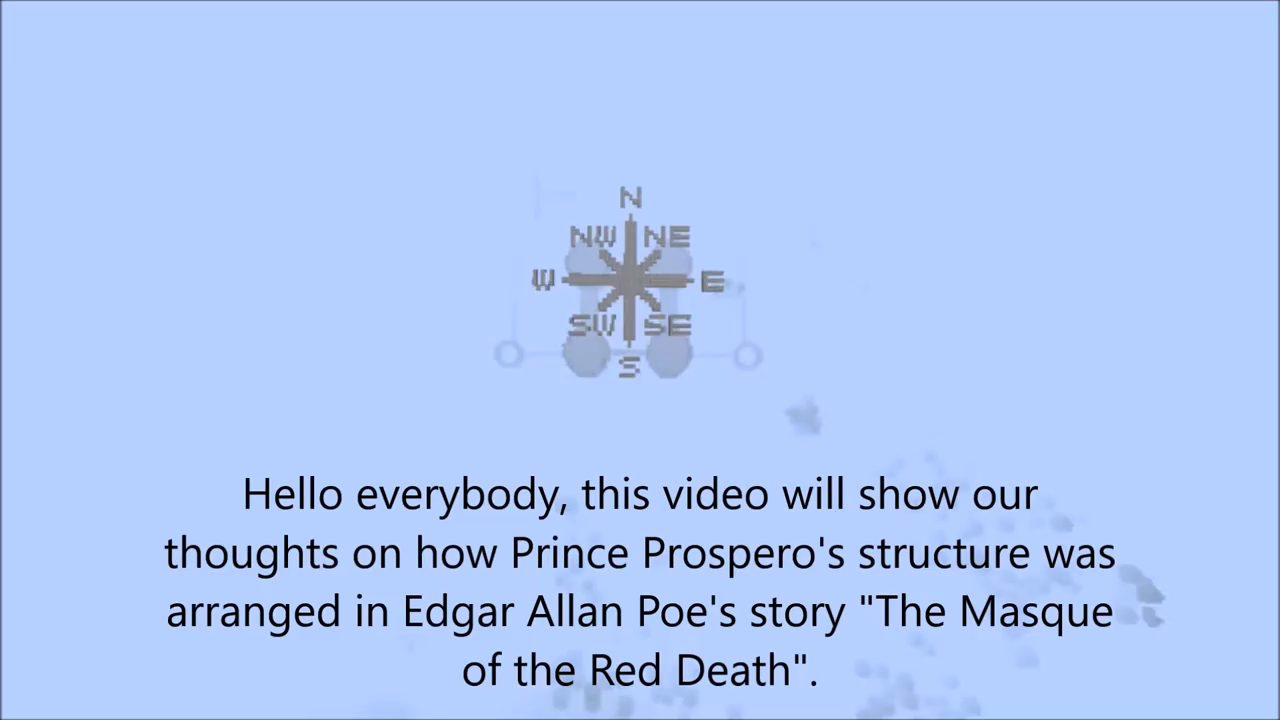 N
NW NE
W E
SW SE
S
Hello everybody, this video will show our
thoughts on how Prince Prospero's structure was
arranged in Edgar Allan Poe's story "The Masque
of the Red Death".